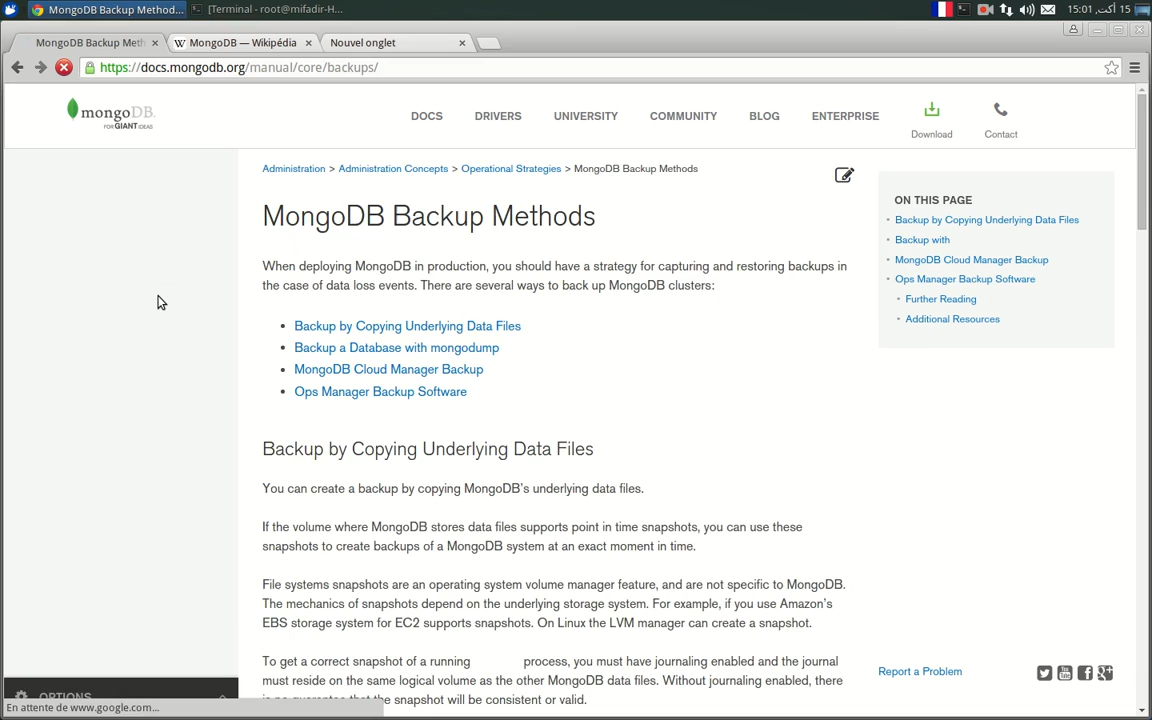 MongoDB Backup Method...
[Terminal - root@mifadir-H...
15 أكت, 15:01
MongoDB Backup Meth
MongoDB — Wikipédia
Nouvel onglet
https://docs.mongodb.org/manual/core/backups/
mongoDB.
FOR GIANT IDEAS
DOCS
DRIVERS
UNIVERSITY
COMMUNITY
BLOG
ENTERPRISE
Download
Contact
Administration > Administration Concepts > Operational Strategies > MongoDB Backup Methods
MongoDB Backup Methods
When deploying MongoDB in production, you should have a strategy for capturing and restoring backups in
the case of data loss events. There are several ways to back up MongoDB clusters:
• Backup by Copying Underlying Data Files
• Backup a Database with mongodump
• MongoDB Cloud Manager Backup
• Ops Manager Backup Software
Backup by Copying Underlying Data Files
You can create a backup by copying MongoDB's underlying data files.
If the volume where MongoDB stores data files supports point in time snapshots, you can use these
snapshots to create backups of a MongoDB system at an exact moment in time.
File systems snapshots are an operating system volume manager feature, and are not specific to MongoDB.
The mechanics of snapshots depend on the underlying storage system. For example, if you use Amazon's
EBS storage system for EC2 supports snapshots. On Linux the LVM manager can create a snapshot.
To get a correct snapshot of a running process, you must have journaling enabled and the journal
must reside on the same logical volume as the other MongoDB data files. Without journaling enabled, there
is no guarantee that the snapshot will be consistent or valid.
ON THIS PAGE
Backup by Copying Underlying Data Files
Backup with
MongoDB Cloud Manager Backup
Ops Manager Backup Software
Further Reading
Additional Resources
Report a Problem
OPTIONS
En attente de www.google.com...